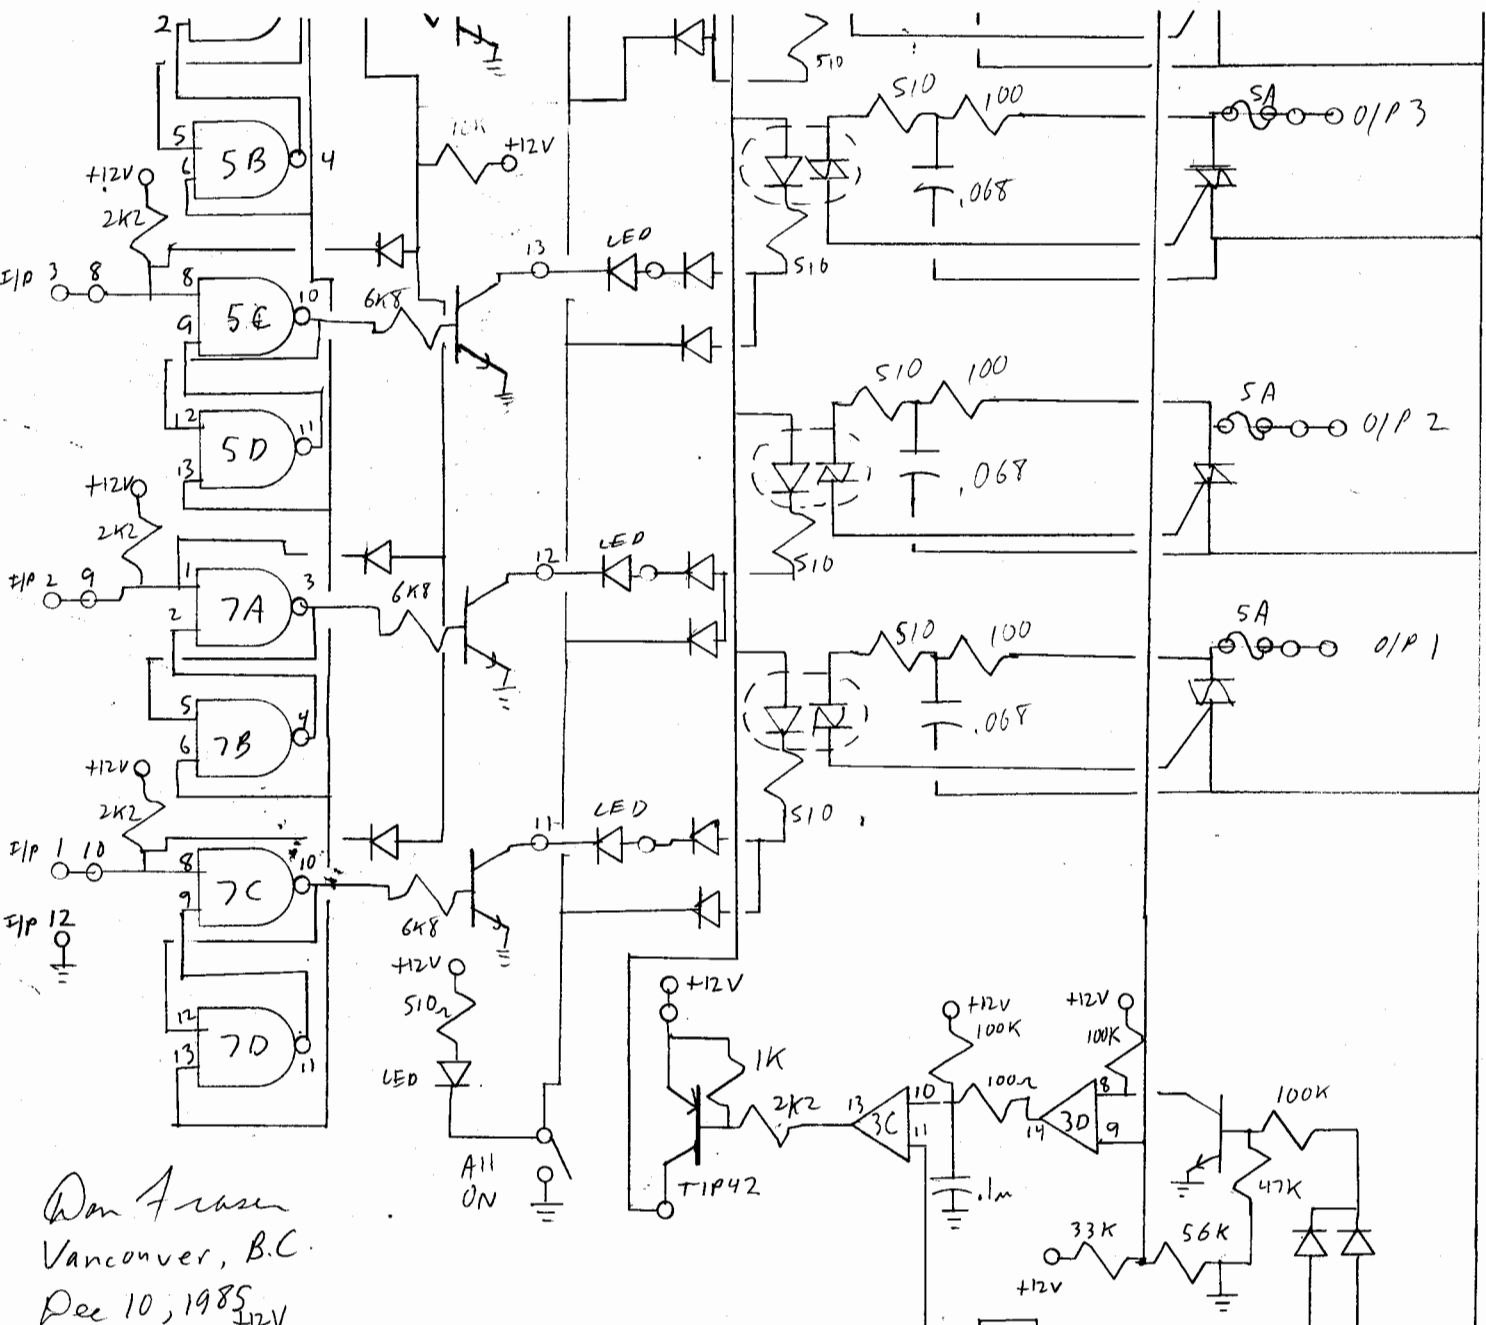 2
510
510 100 5A O/P 3
5
5B 4
6
10K +12V
+12V
2K2
.068
13 LED
510
I/P 3 8 8
5C 10
9
6K8
12
5D 11
13
510 100 5A O/P 2
.068
+12V
2K2
12 LED
510
I/P 2 9 1
7A 3
2
6K8
510 100 5A O/P 1
5
7B 4
6
.068
+12V
2K2
11 LED
510
I/P 1 10 8
7C 10
9
6K8
I/P 12
+12V
510Ω
LED
12
7D 11
13
All
ON
+12V
1K
2K2
TIP42
13 3C 10
11
+12V
100K
100Ω
.1µ
+12V
100K
14 3D 8
9
100K
47K
33K 56K
+12V
Don Fraser
Vancouver, B.C.
Dec 10, 1985
+12V